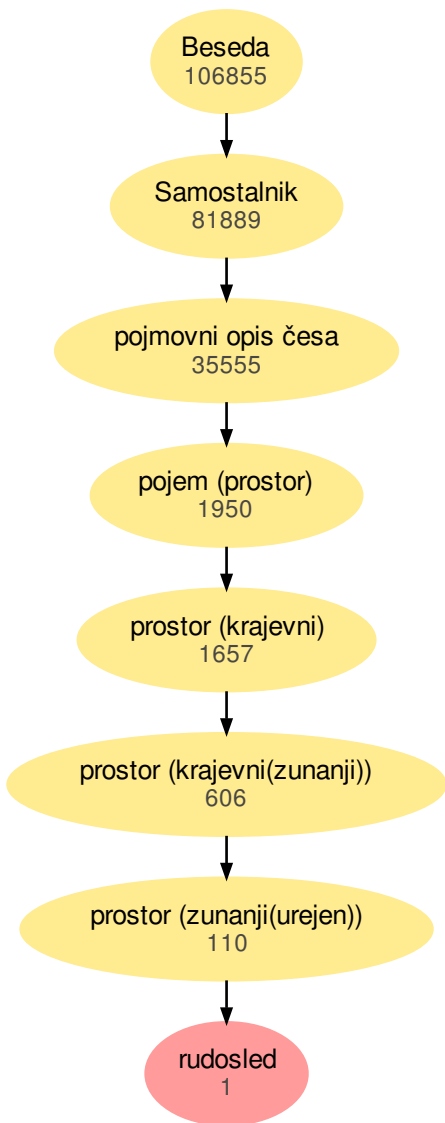 Beseda
106855
Samostalnik
81889
pojmovni opis česa
35555
pojem (prostor)
1950
prostor (krajevni)
1657
prostor (krajevni(zunanji))
606
prostor (zunanji(urejen))
110
rudosled
1